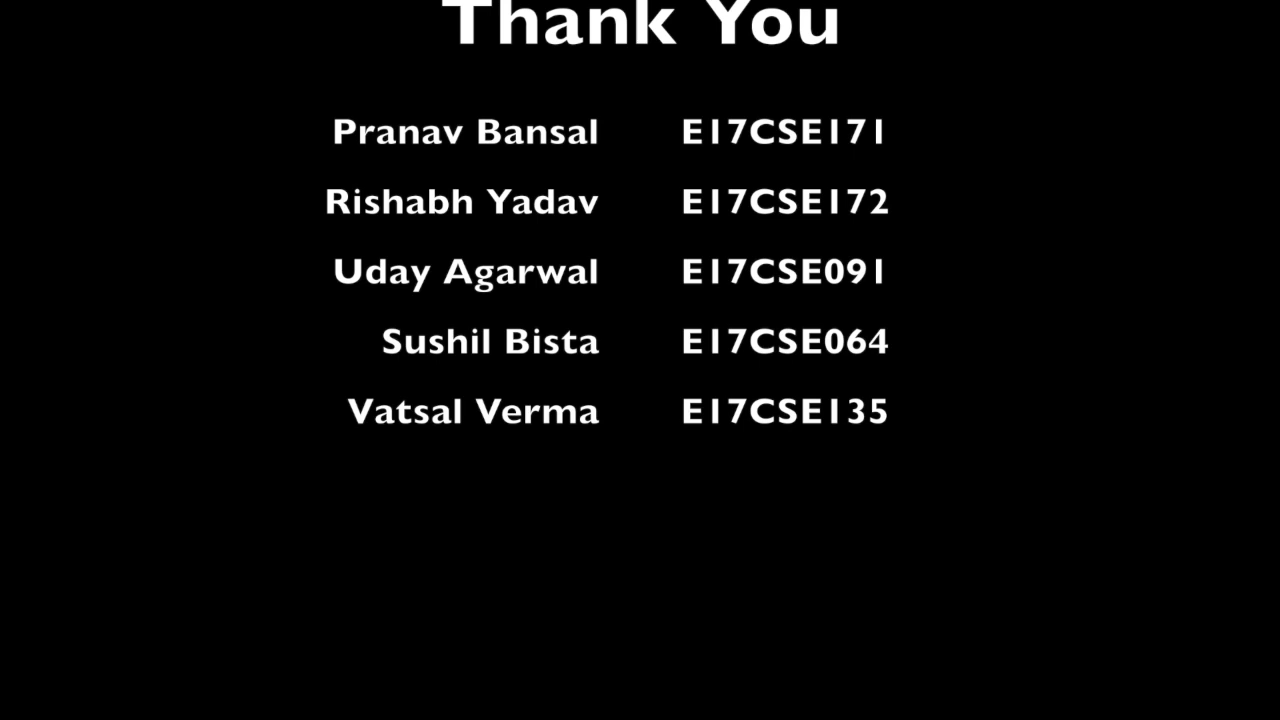 Thank You
Pranav Bansal E17CSE171
Rishabh Yadav E17CSE172
Uday Agarwal E17CSE091
Sushil Bista E17CSE064
Vatsal Verma E17CSE135